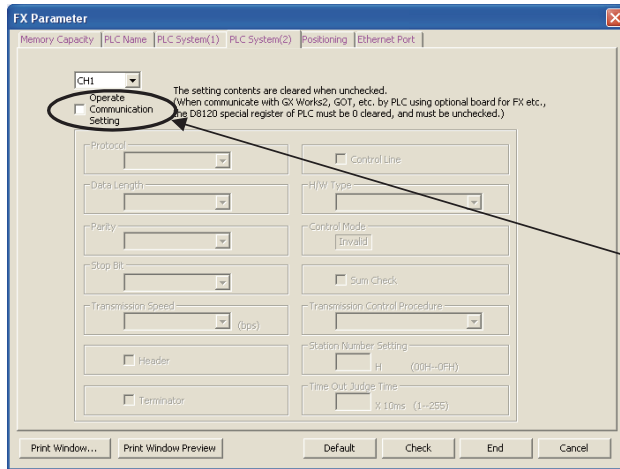 FX Parameter
Memory Capacity PLC Name PLC System(1) PLC System(2) Positioning Ethernet Port
CH1
Operate
Communication
Setting
The setting contents are cleared when unchecked.
(When communicate with GX Works2, GOT, etc. by PLC using optional board for FX etc.,
the D8120 special register of PLC must be 0 cleared, and must be unchecked.)
Protocol
Control Line
Data Length
H/W Type
Parity
Control Mode
Invalid
Stop Bit
Sum Check
Transmission Speed
(bps)
Transmission Control Procedure
Header
Station Number Setting
H (00H--0FH)
Terminator
Time Out Judge Time
X 10ms (1--255)
Print Window... Print Window Preview Default Check End Cancel